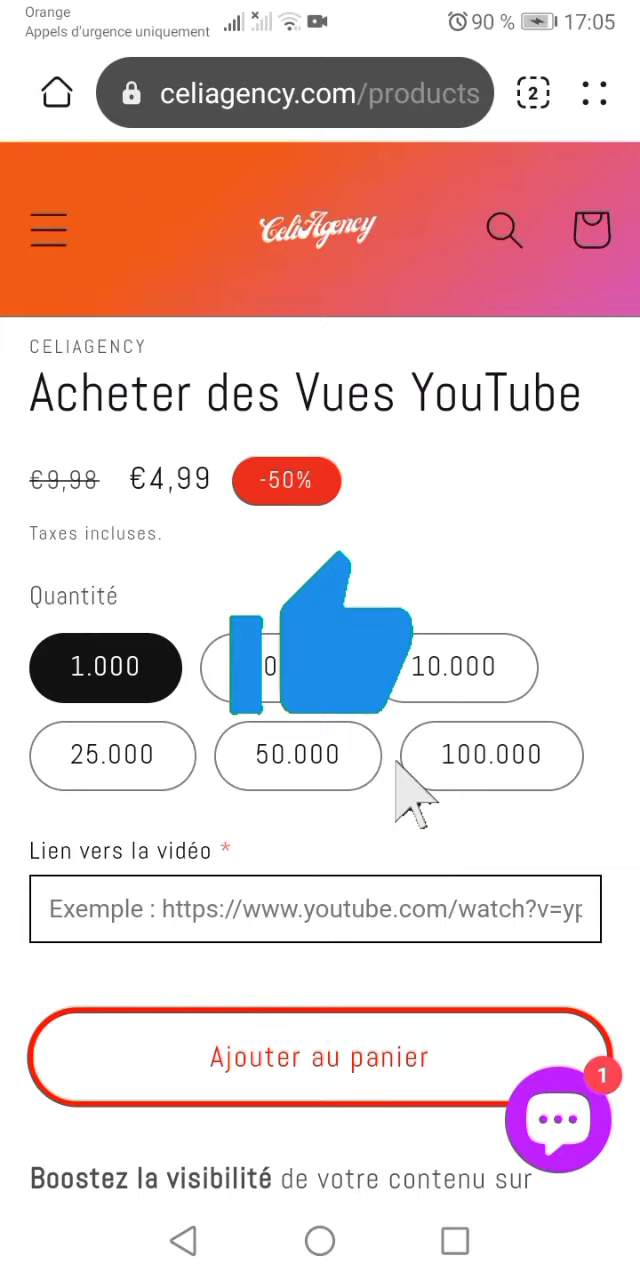 Orange
Appels d'urgence uniquement
90 %
17:05
celiagency.com/products
2
CeliAgency
CELIAGENCY
Acheter des Vues YouTube
€9,98 €4,99 -50%
Taxes incluses.
Quantité
1.000
10.000
25.000 50.000 100.000
Lien vers la vidéo *
Exemple : https://www.youtube.com/watch?v=yp
Ajouter au panier
1
Boostez la visibilité de votre contenu sur